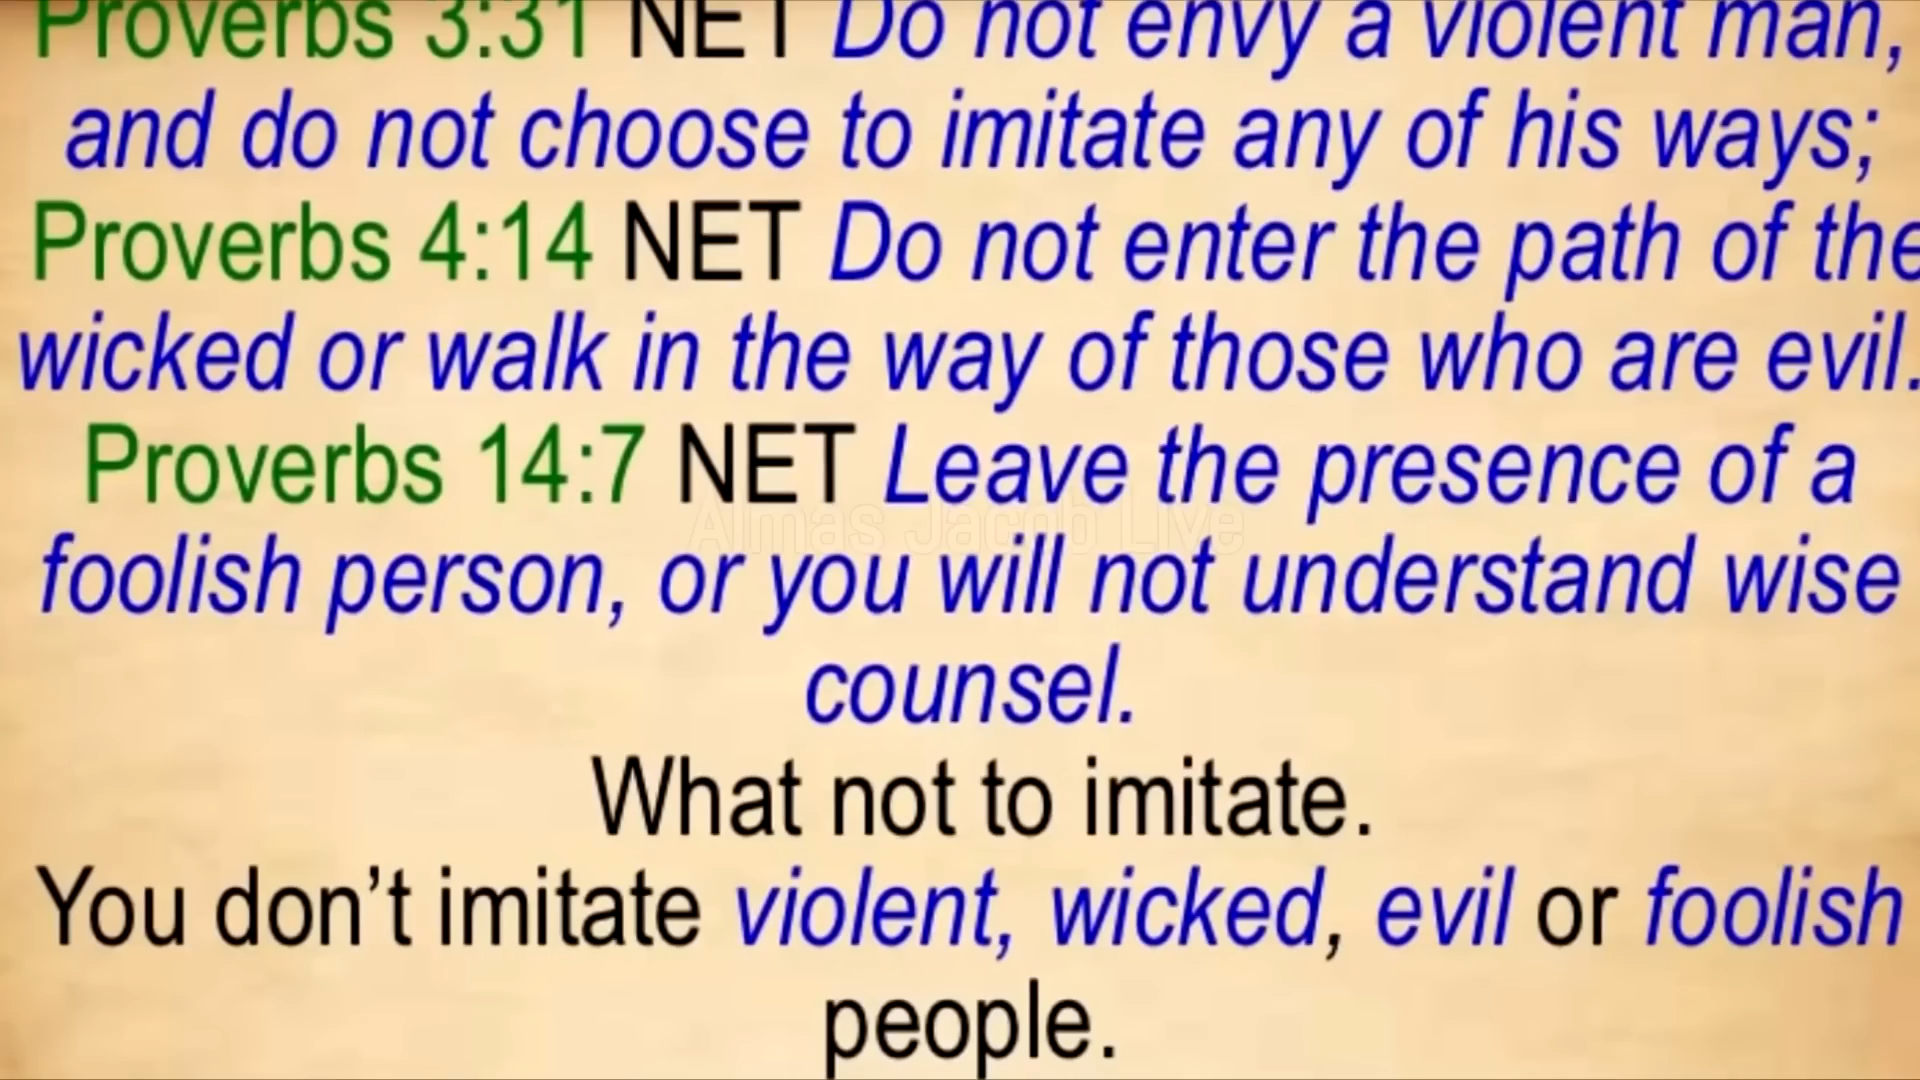 Proverbs 3:31 NET Do not envy a violent man,
and do not choose to imitate any of his ways;
Proverbs 4:14 NET Do not enter the path of the
wicked or walk in the way of those who are evil.
Proverbs 14:7 NET Leave the presence of a
Almas Jacob Live
foolish person, or you will not understand wise
counsel.
What not to imitate.
You don’t imitate violent, wicked, evil or foolish
people.